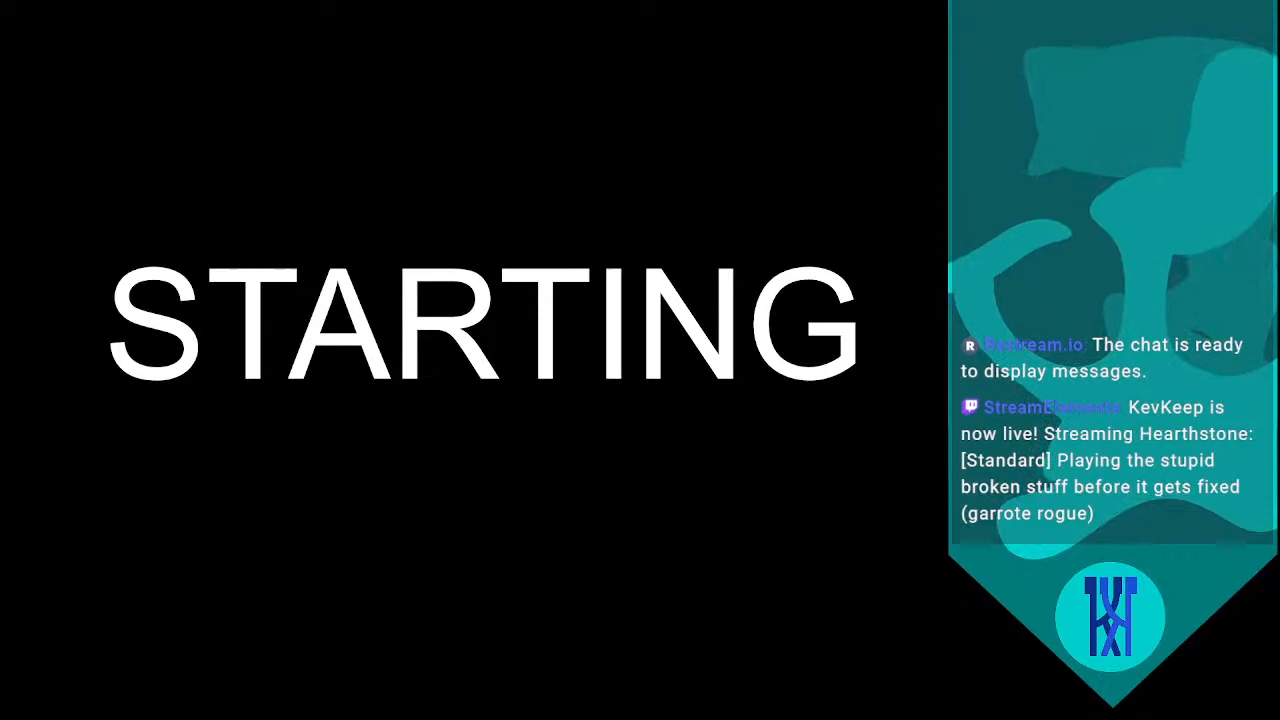 STARTING
Restream.io: The chat is ready
to display messages.
StreamElements: KevKeep is
now live! Streaming Hearthstone:
[Standard] Playing the stupid
broken stuff before it gets fixed
(garrote rogue)